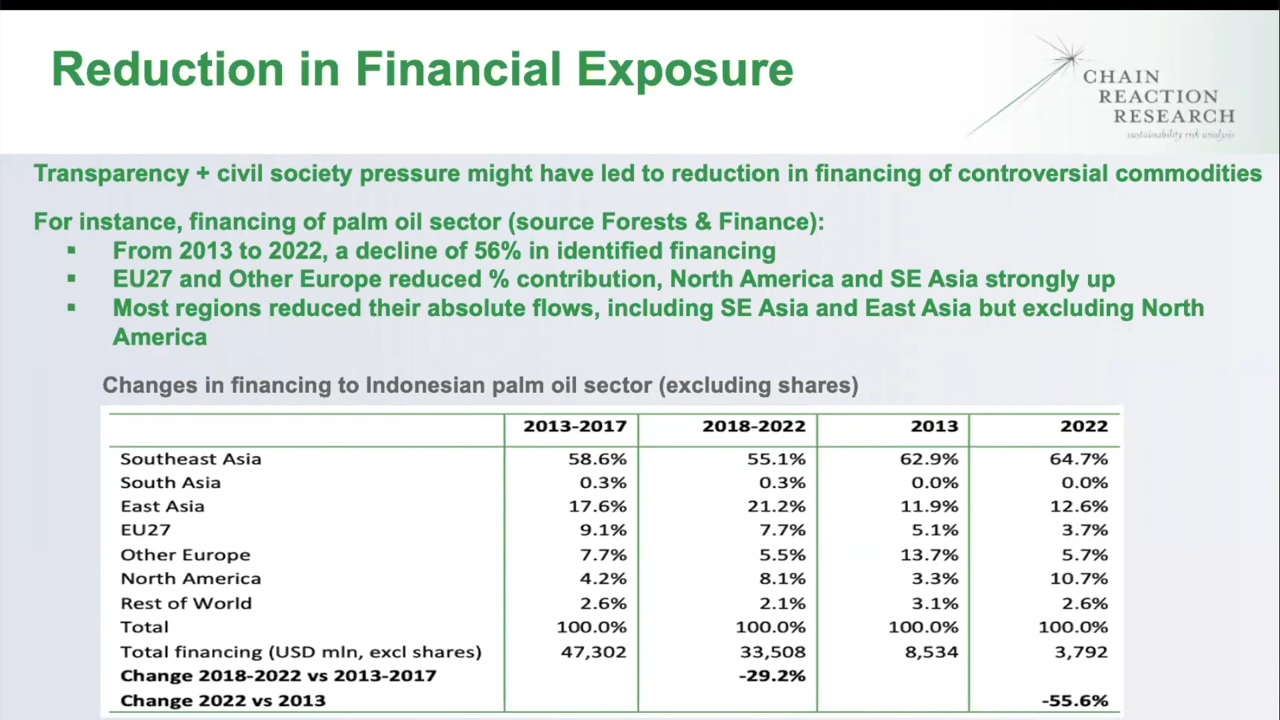 Reduction in Financial Exposure
CHAIN
REACTION
RESEARCH
sustainability risk analysis
Transparency + civil society pressure might have led to reduction in financing of controversial commodities
For instance, financing of palm oil sector (source Forests & Finance):
▪ From 2013 to 2022, a decline of 56% in identified financing
▪ EU27 and Other Europe reduced % contribution, North America and SE Asia strongly up
▪ Most regions reduced their absolute flows, including SE Asia and East Asia but excluding North
America
Changes in financing to Indonesian palm oil sector (excluding shares)
2013-2017 2018-2022 2013 2022
Southeast Asia 58.6% 55.1% 62.9% 64.7%
South Asia 0.3% 0.3% 0.0% 0.0%
East Asia 17.6% 21.2% 11.9% 12.6%
EU27 9.1% 7.7% 5.1% 3.7%
Other Europe 7.7% 5.5% 13.7% 5.7%
North America 4.2% 8.1% 3.3% 10.7%
Rest of World 2.6% 2.1% 3.1% 2.6%
Total 100.0% 100.0% 100.0% 100.0%
Total financing (USD mln, excl shares) 47,302 33,508 8,534 3,792
Change 2018-2022 vs 2013-2017 -29.2%
Change 2022 vs 2013 -55.6%